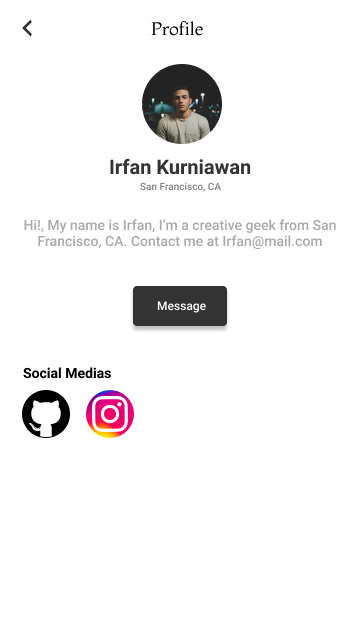 Profile
Irfan Kurniawan
San Francisco, CA
Hi!, My name is Irfan, I'm a creative geek from San
Francisco, CA. Contact me at Irfan@mail.com
Message
Social Medias